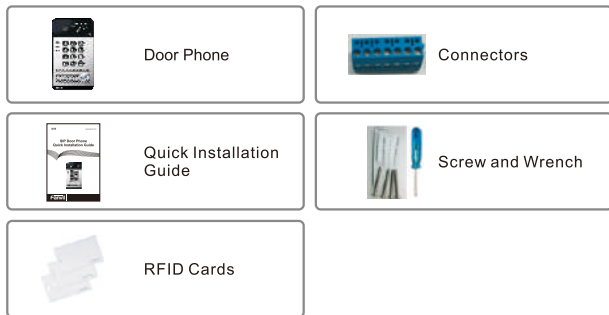 Door Phone
Connectors
SIP Door Phone
Quick Installation Guide
Quick Installation
Guide
Screw and Wrench
RFID Cards